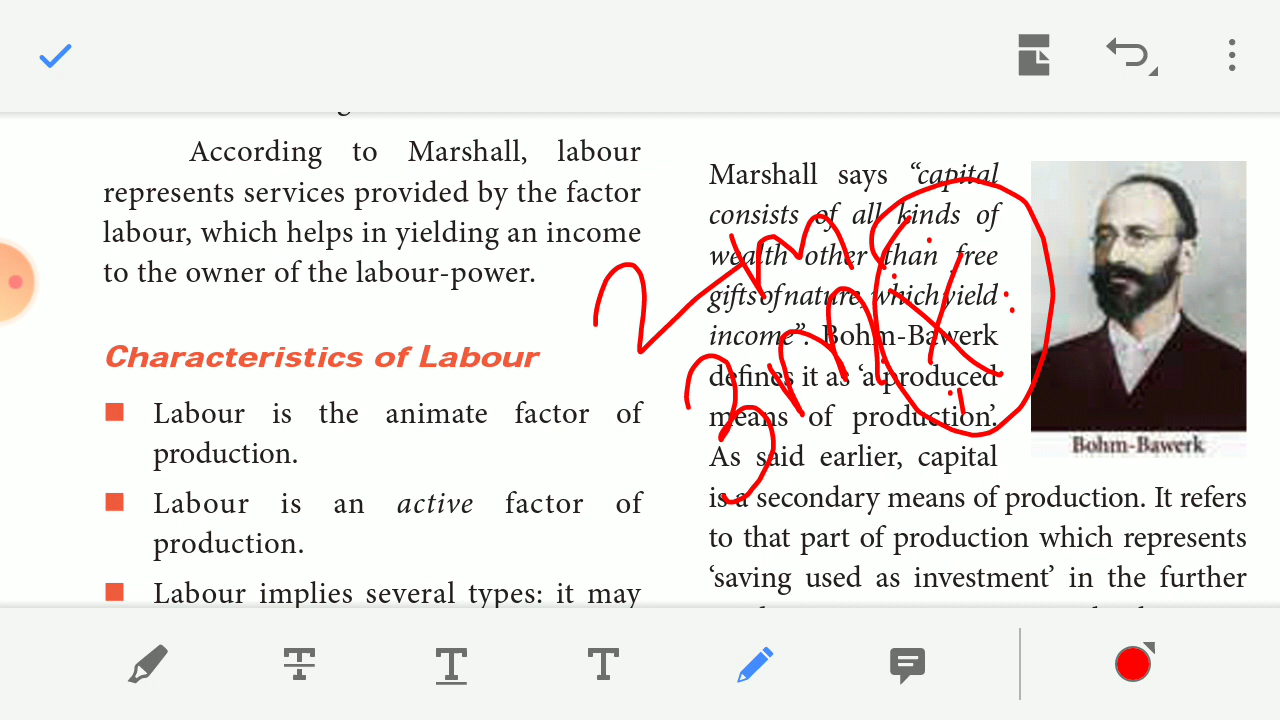 According to Marshall, labour
represents services provided by the factor
labour, which helps in yielding an income
to the owner of the labour-power.
Characteristics of Labour
Labour is the animate factor of
production.
Labour is an active factor of
production.
Labour implies several types: it may
Marshall says “capital
consists of all kinds of
wealth other than free
gifts of nature, which yield
income”. Bohm-Bawerk
defines it as ‘a produced
means of production’.
As said earlier, capital
is a secondary means of production. It refers
to that part of production which represents
‘saving used as investment’ in the further
Bohm-Bawerk
2m
3m